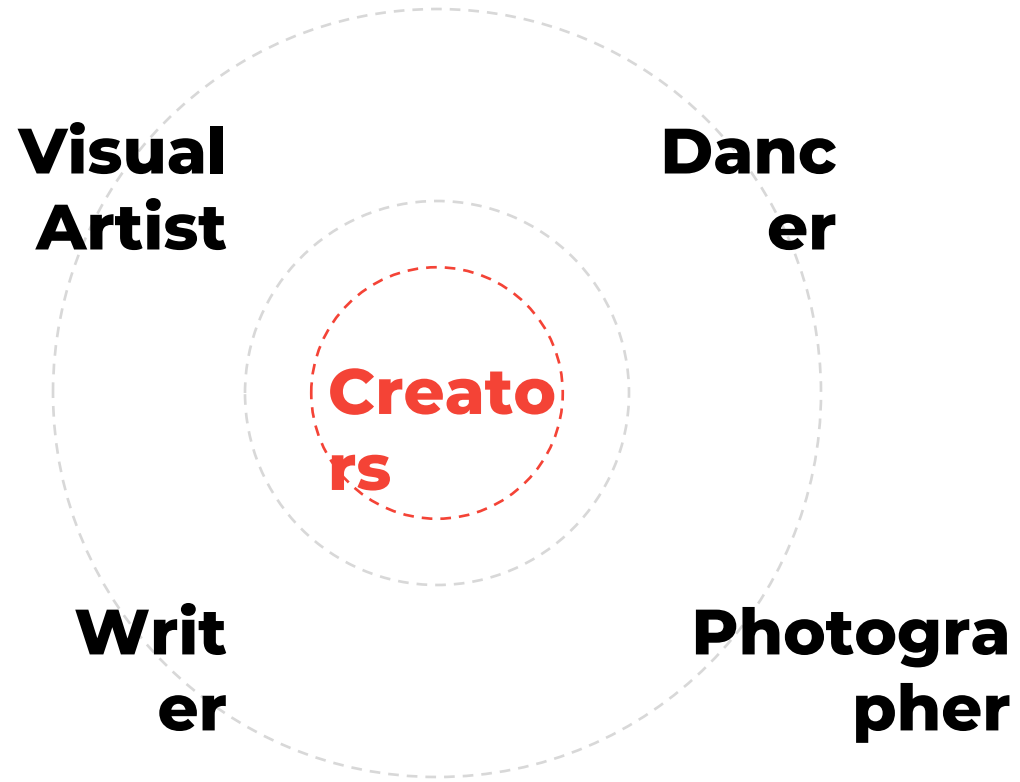 Visual
Artist
Danc
er
Creato
rs
Writ
er
Photogra
pher